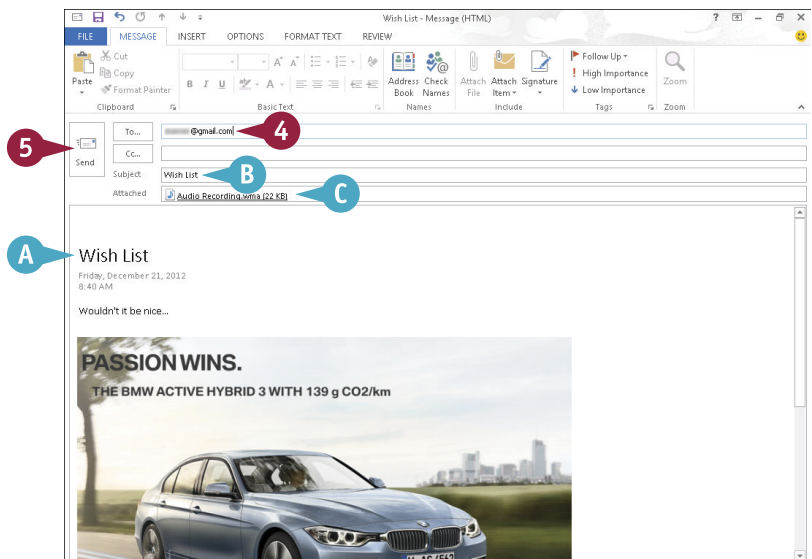 Wish List - Message (HTML)
FILE MESSAGE INSERT OPTIONS FORMAT TEXT REVIEW
Paste
Cut
Copy
Format Painter
Clipboard
B I U
Basic Text
Address Book
Check Names
Names
Attach File
Attach Item
Signature
Include
Follow Up
High Importance
Low Importance
Tags
Zoom
Zoom
5
Send
To...
@gmail.com
4
Cc...
Subject
Wish List
B
Attached
Audio Recording.wma (22 KB)
C
A
Wish List
Friday, December 21, 2012
8:40 AM
Wouldn't it be nice...
PASSION WINS.
THE BMW ACTIVE HYBRID 3 WITH 139 g CO2/km